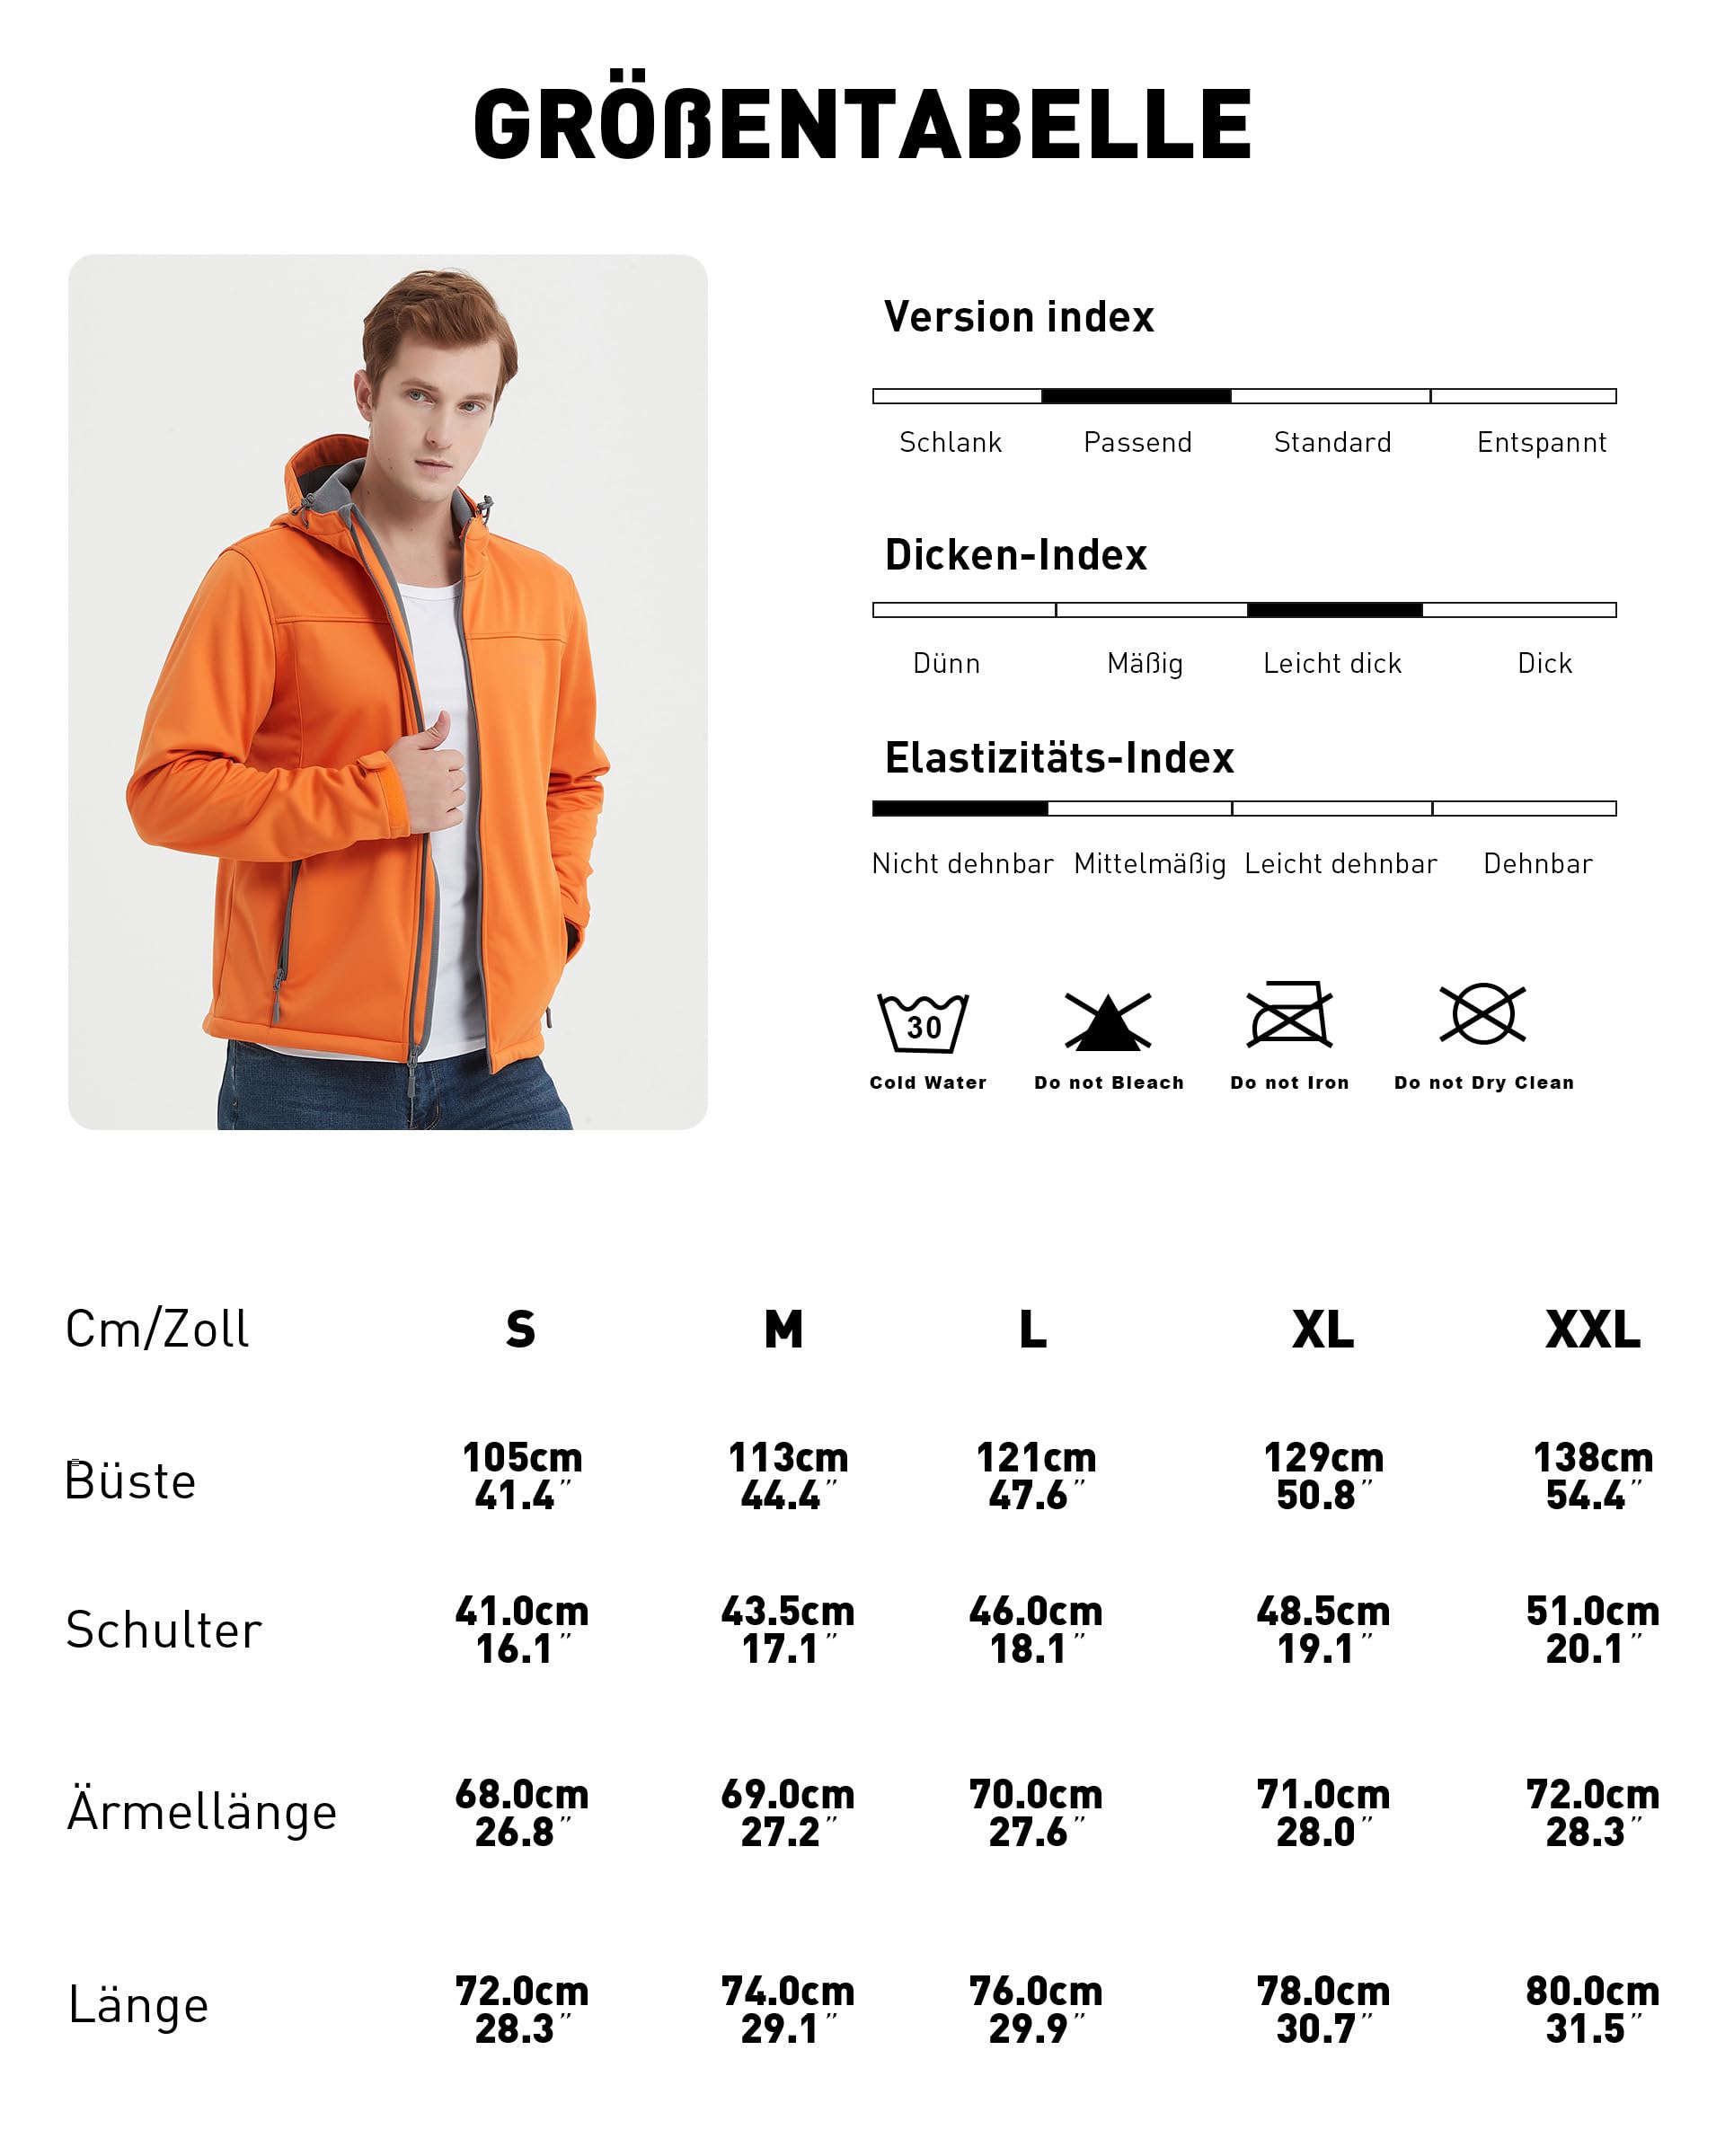 GRÖßENTABELLE
Version index
Schlank Passend Standard Entspannt
Dicken-Index
Dünn Mäßig Leicht dick Dick
Elastizitäts-Index
Nicht dehnbar Mittelmäßig Leicht dehnbar Dehnbar
30
Cold Water Do not Bleach Do not Iron Do not Dry Clean
Cm/Zoll S M L XL XXL
Büste
105cm 113cm 121cm 129cm 138cm
41.4” 44.4” 47.6” 50.8” 54.4”
Schulter
41.0cm 43.5cm 46.0cm 48.5cm 51.0cm
16.1” 17.1” 18.1” 19.1” 20.1”
Ärmellänge
68.0cm 69.0cm 70.0cm 71.0cm 72.0cm
26.8” 27.2” 27.6” 28.0” 28.3”
Länge
72.0cm 74.0cm 76.0cm 78.0cm 80.0cm
28.3” 29.1” 29.9” 30.7” 31.5”